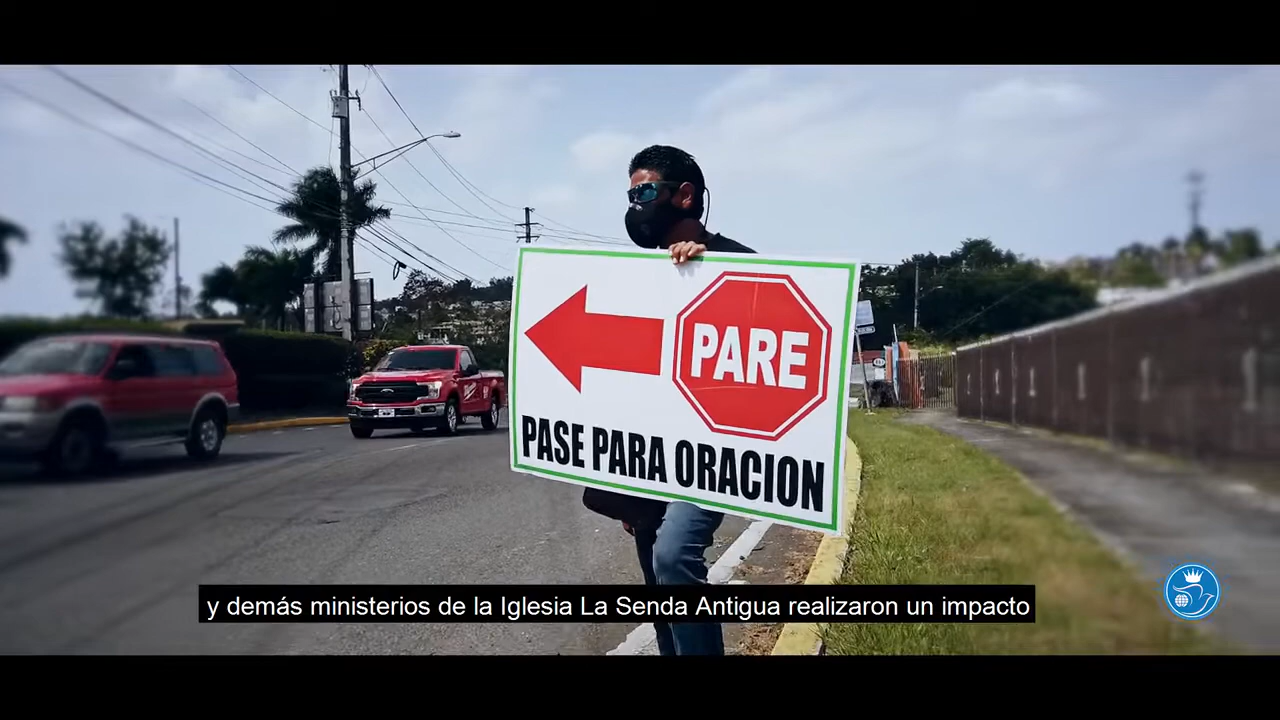 PARE
PASE PARA ORACION
y demás ministerios de la Iglesia La Senda Antigua realizaron un impacto